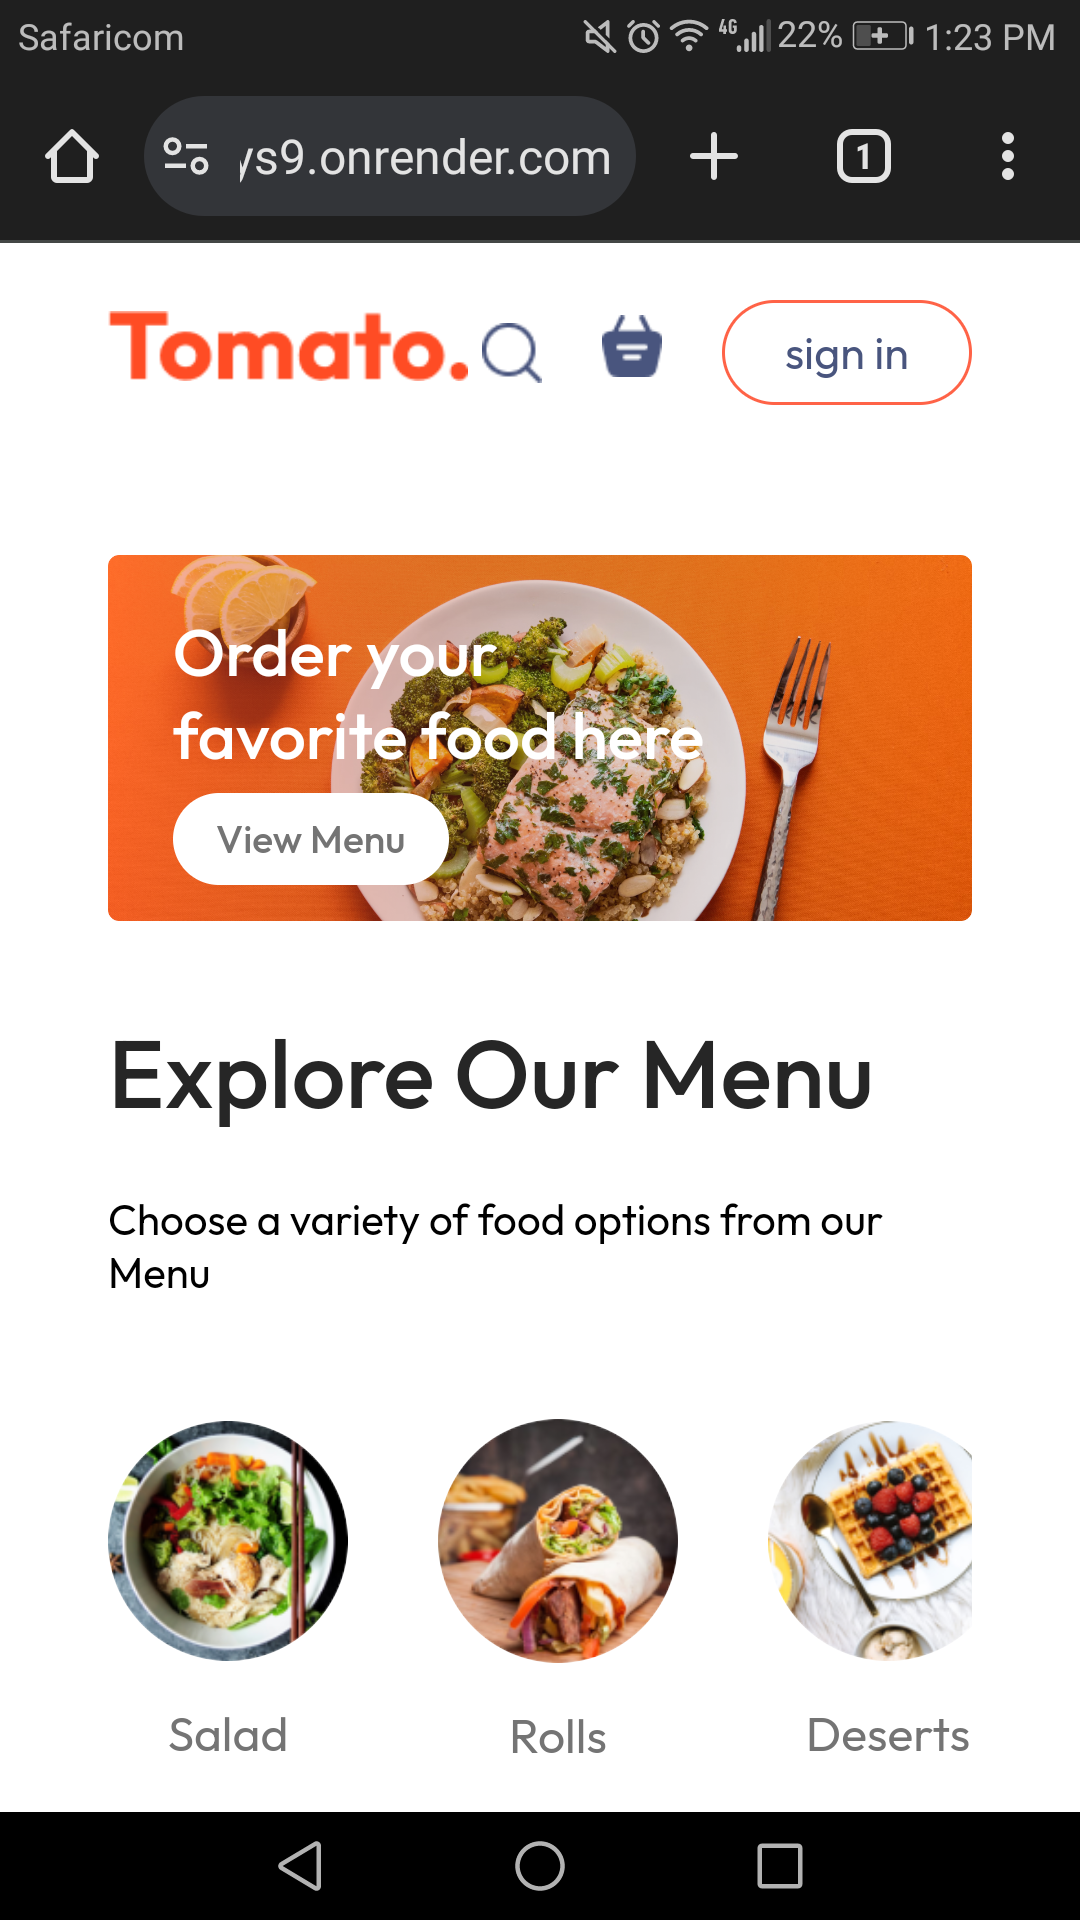 Safaricom
4G 22% 1:23 PM
ys9.onrender.com
1
Tomato.
sign in
Order your
favorite food here
View Menu
Explore Our Menu
Choose a variety of food options from our
Menu
Salad
Rolls
Deserts